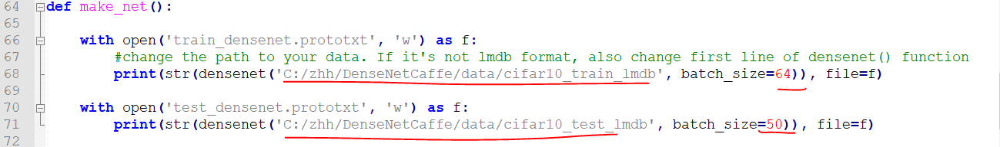 64 def make_net():
65
66     with open('train_densenet.prototxt', 'w') as f:
67         #change the path to your data. If it's not lmdb format, also change first line of densenet() function
68         print(str(densenet('C:/zhh/DenseNetCaffe/data/cifar10_train_lmdb', batch_size=64)), file=f)
69
70     with open('test_densenet.prototxt', 'w') as f:
71         print(str(densenet('C:/zhh/DenseNetCaffe/data/cifar10_test_lmdb', batch_size=50)), file=f)
72